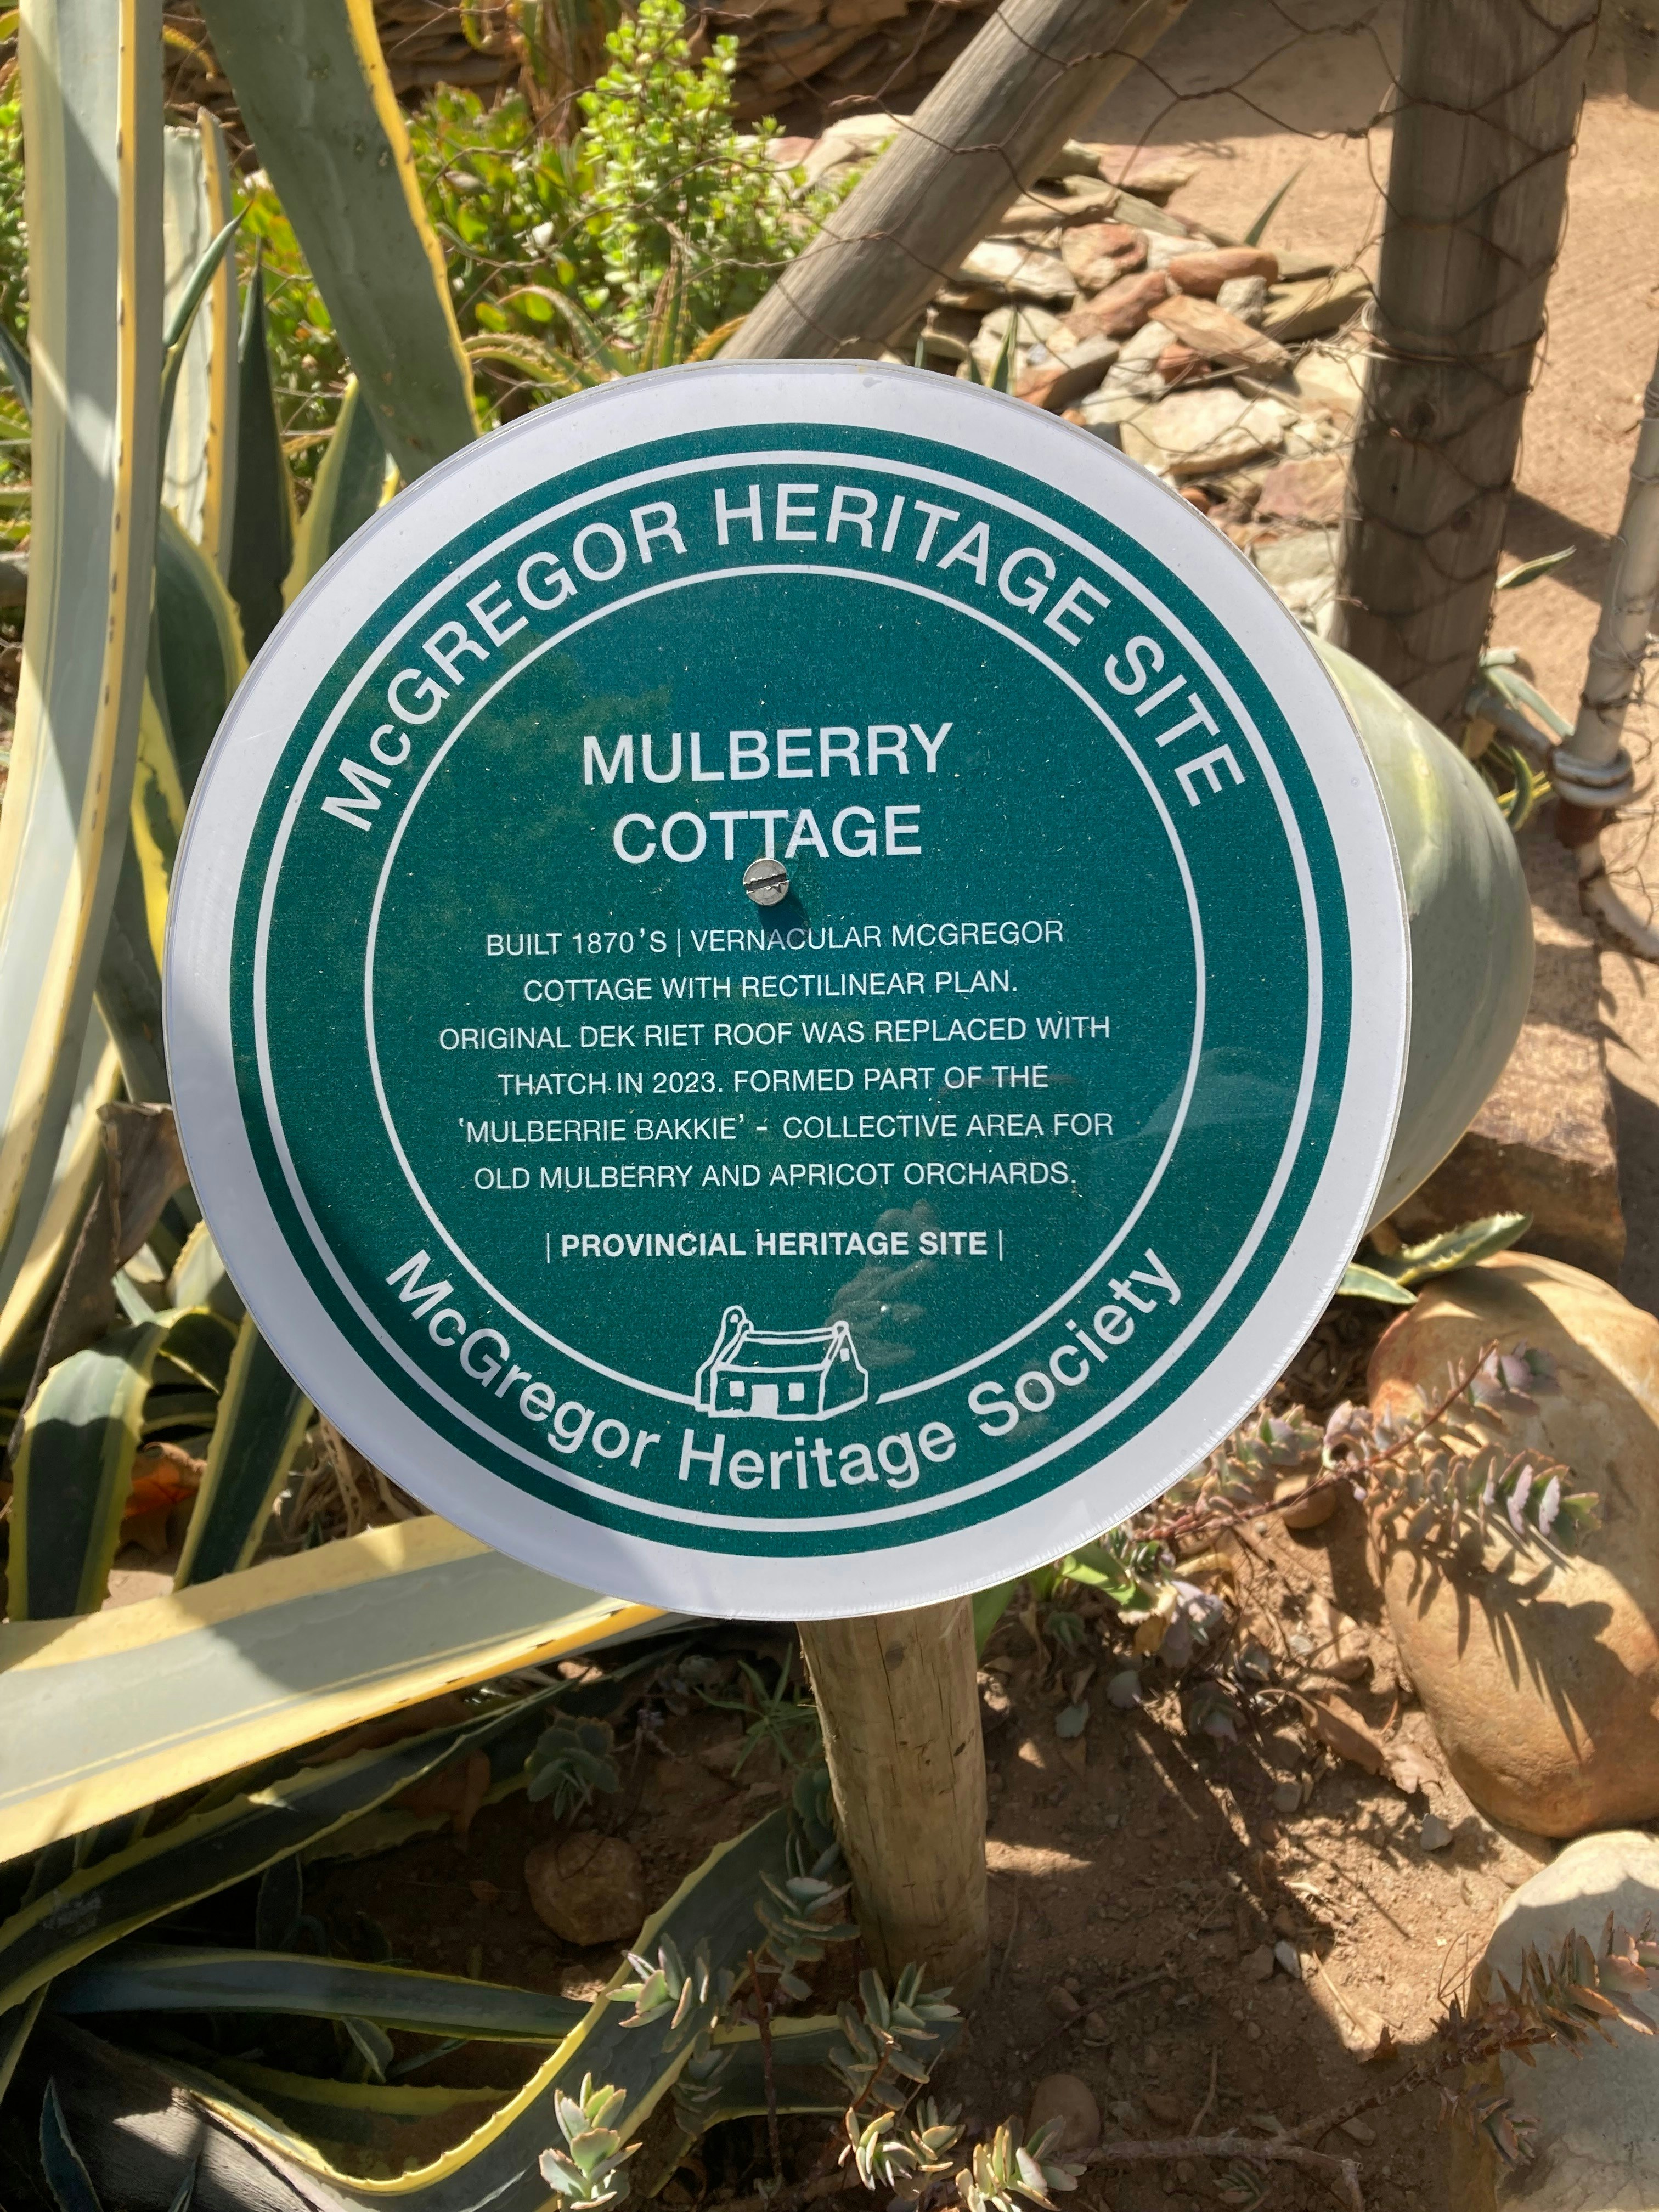 McGREGOR HERITAGE SITE
MULBERRY
COTTAGE
BUILT 1870'S | VERNACULAR MCGREGOR
COTTAGE WITH RECTILINEAR PLAN.
ORIGINAL DEK RIET ROOF WAS REPLACED WITH
THATCH IN 2023. FORMED PART OF THE
'MULBERRIE BAKKIE' - COLLECTIVE AREA FOR
OLD MULBERRY AND APRICOT ORCHARDS.
| PROVINCIAL HERITAGE SITE |
McGregor Heritage Society